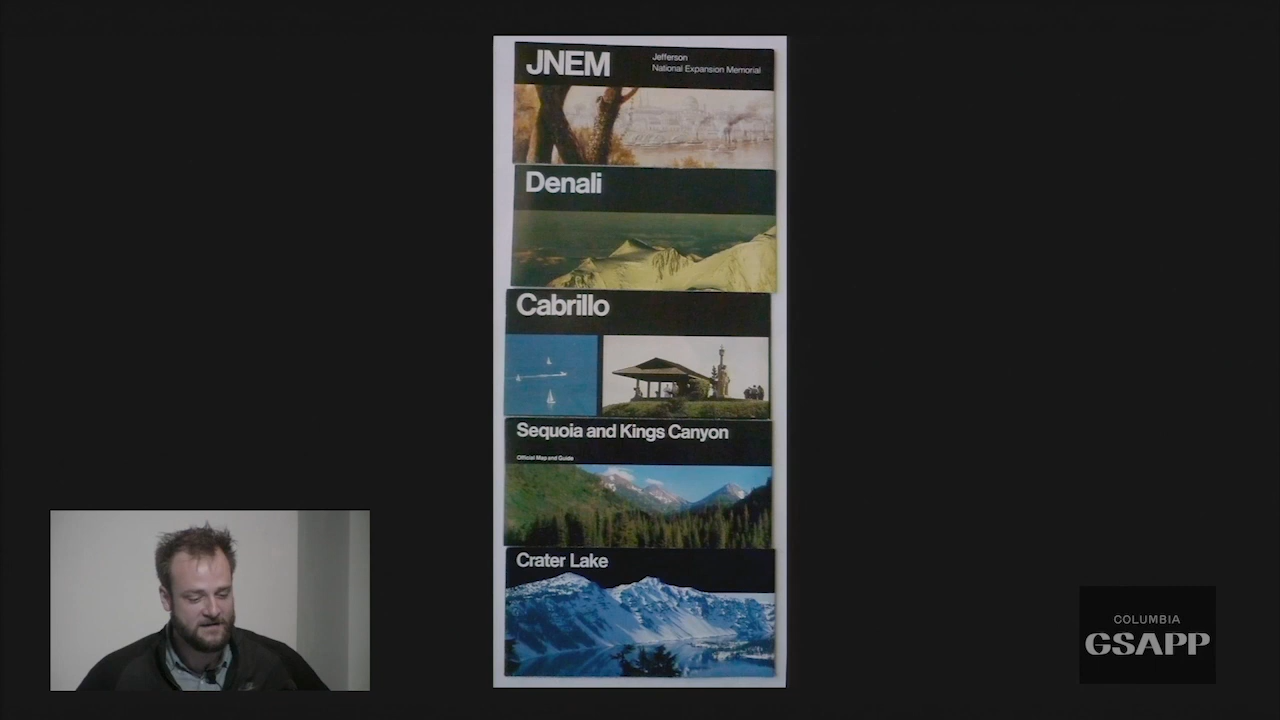 JNEM
Jefferson
National Expansion Memorial
Denali
Cabrillo
Sequoia and Kings Canyon
Official Map and Guide
Crater Lake
COLUMBIA
GSAPP